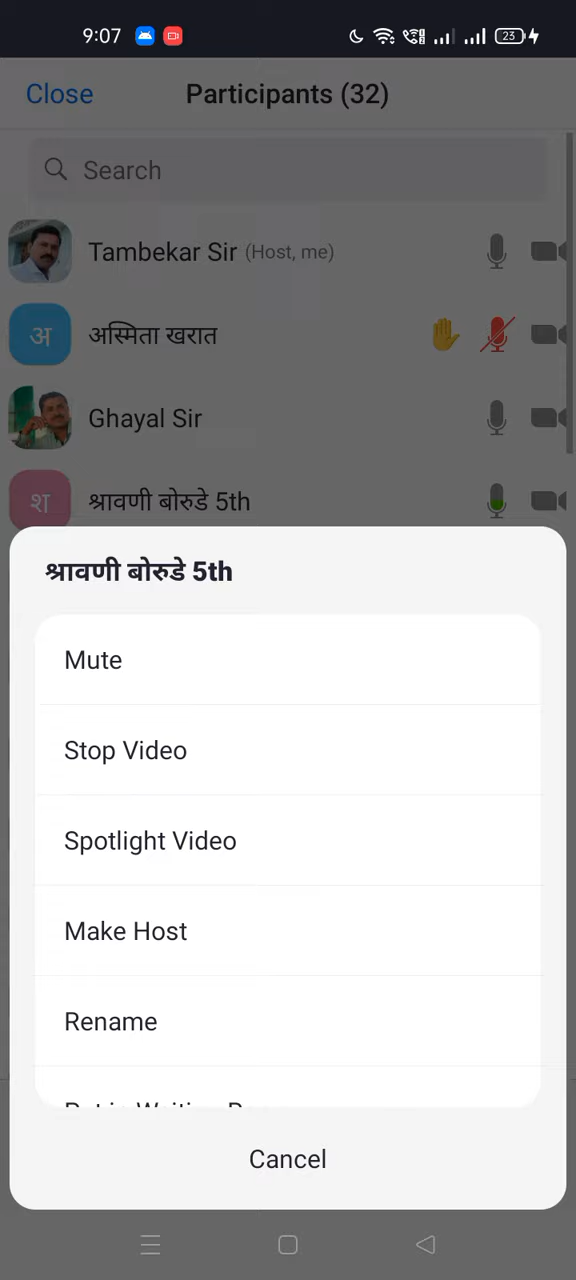 9:07
23
Close
Participants (32)
Search
Tambekar Sir (Host, me)
अ
अस्मिता खरात
Ghayal Sir
श
श्रावणी बोरुडे 5th
श्रावणी बोरुडे 5th
Mute
Stop Video
Spotlight Video
Make Host
Rename
Cancel